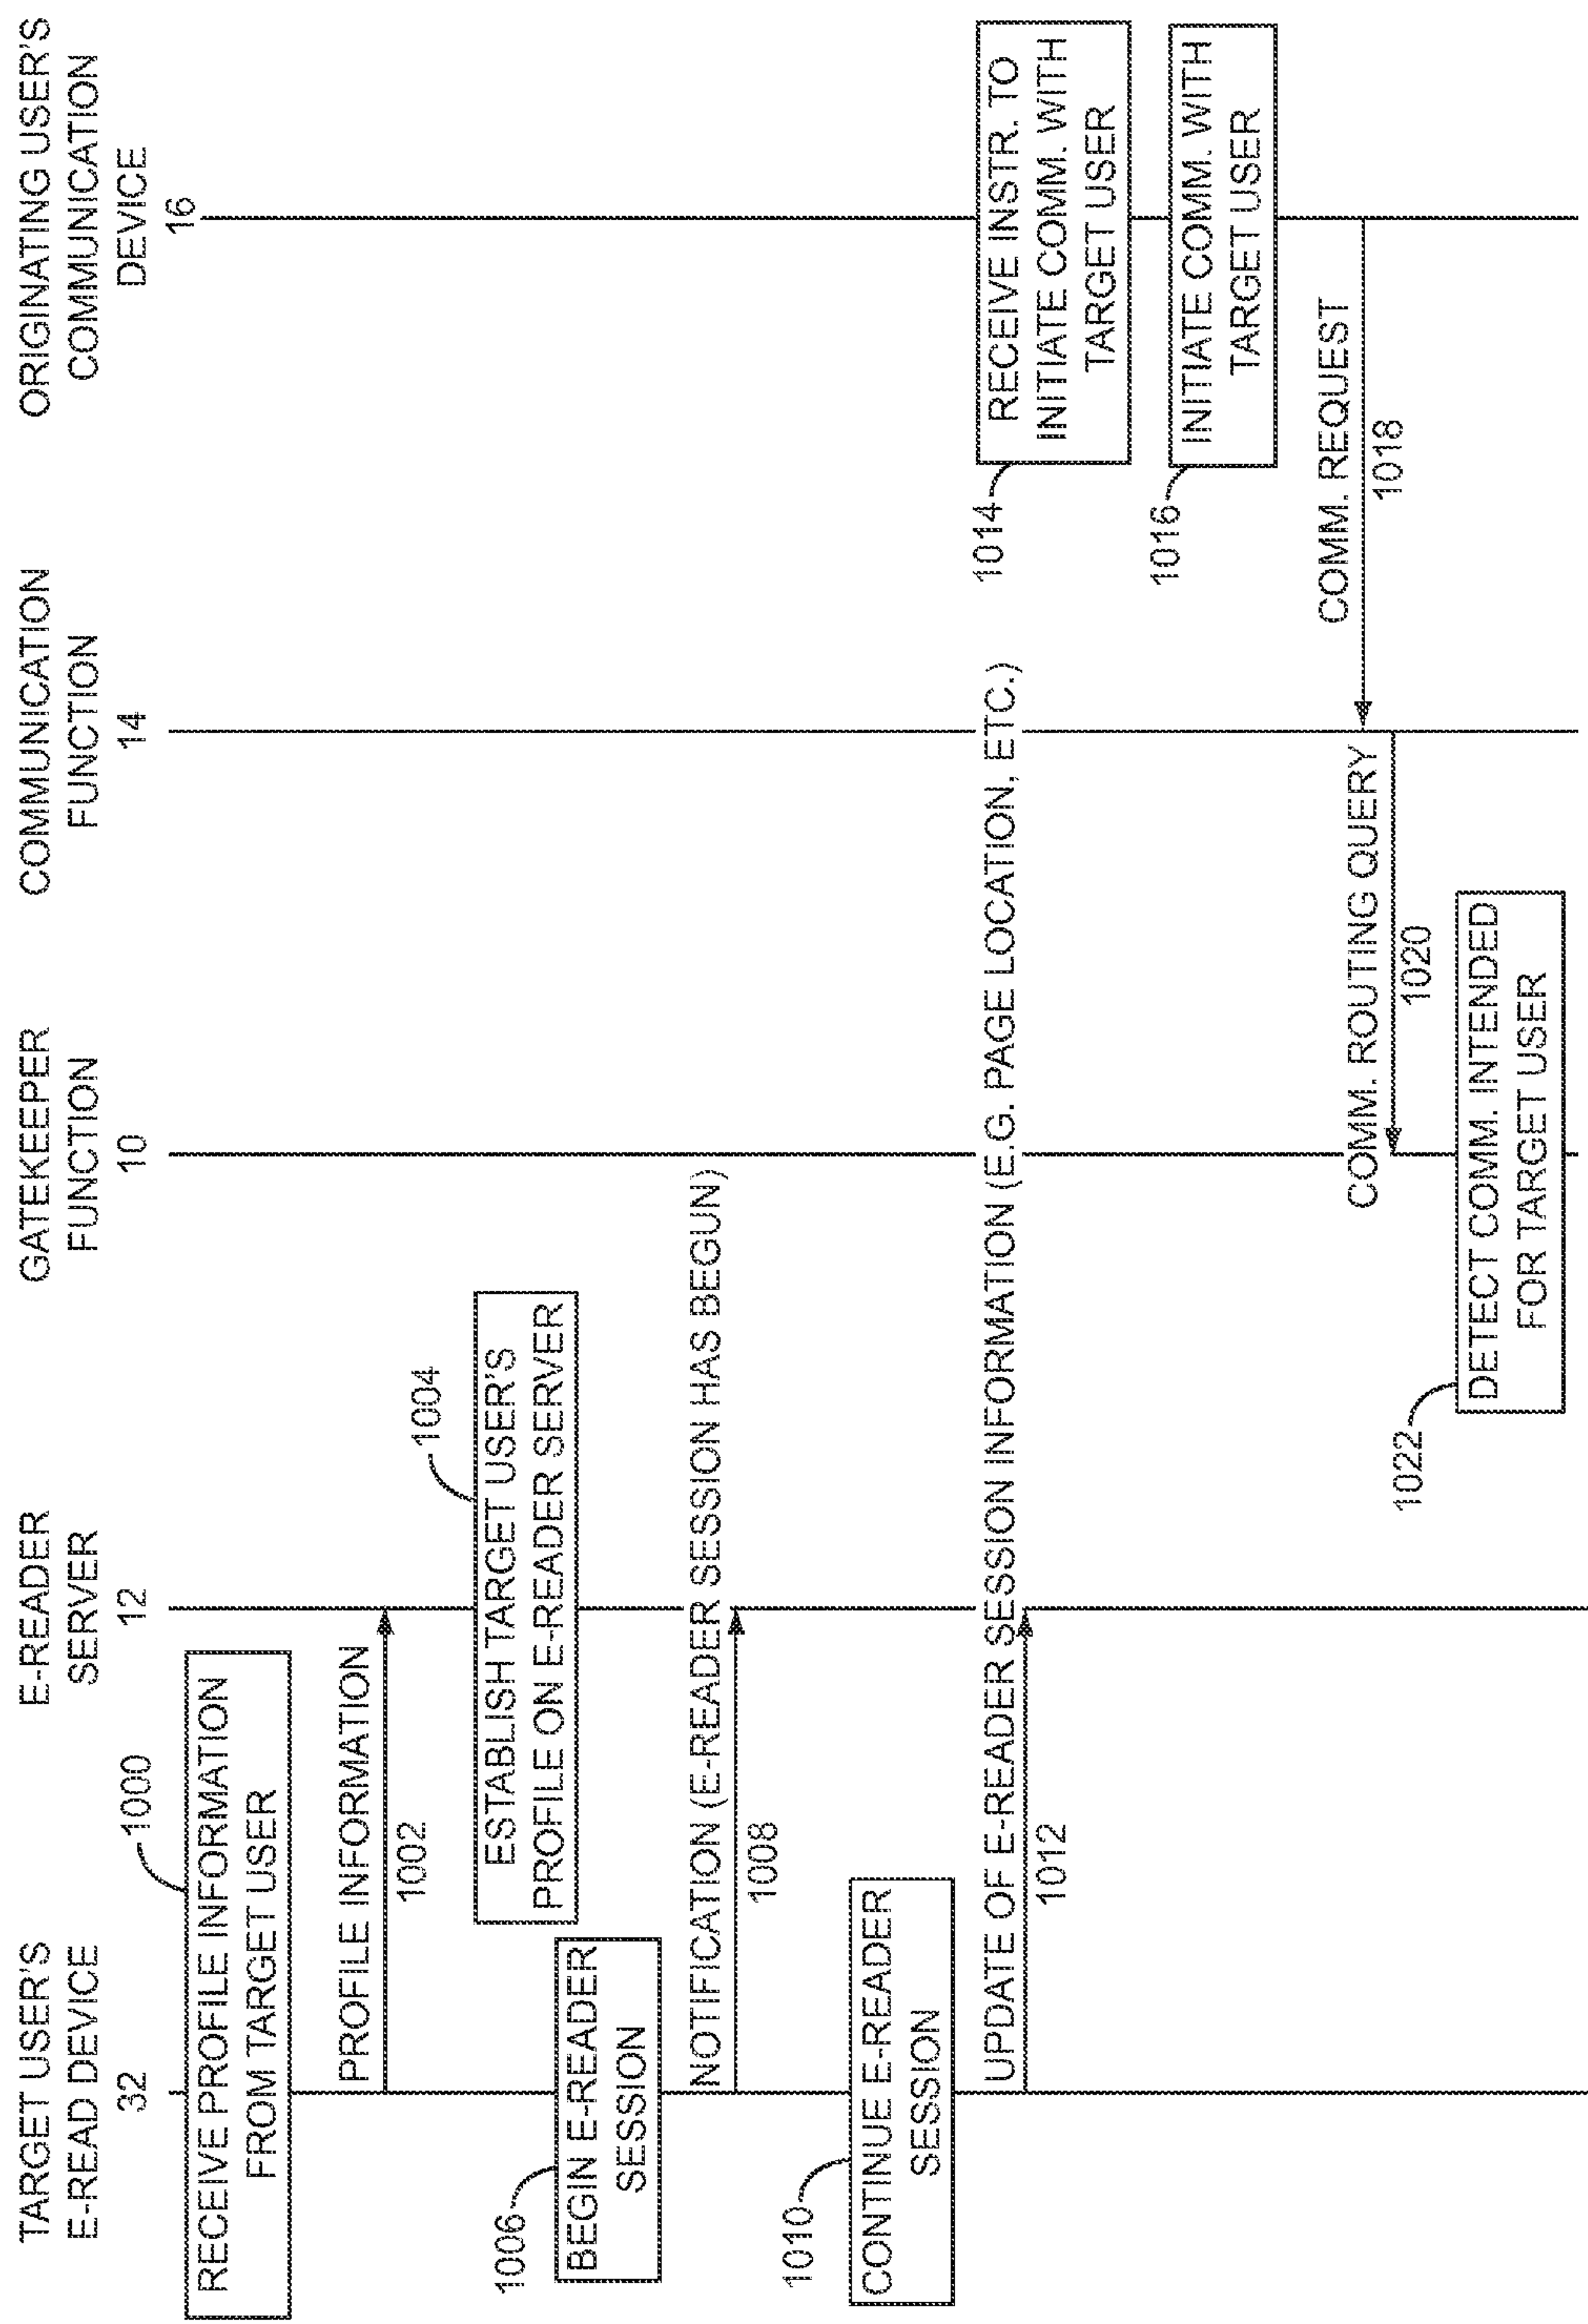 TARGET USER'S
E-READ DEVICE
32
E-READER
SERVER
12
GATEKEEPER
FUNCTION
10
COMMUNICATION
FUNCTION
14
ORIGINATING USER'S
COMMUNICATION
DEVICE
16
1000
RECEIVE PROFILE INFORMATION
FROM TARGET USER
PROFILE INFORMATION
1002
1004
ESTABLISH TARGET USER'S
PROFILE ON E-READER SERVER
1006
BEGIN E-READER
SESSION
NOTIFICATION (E-READER SESSION HAS BEGUN)
1008
1010
CONTINUE E-READER
SESSION
UPDATE OF E-READER SESSION INFORMATION (E.G. PAGE LOCATION, ETC.)
1012
1014
RECEIVE INSTR. TO
INITIATE COMM. WITH
TARGET USER
1016
INITIATE COMM. WITH
TARGET USER
COMM. REQUEST
1018
COMM. ROUTING QUERY
1020
1022
DETECT COMM. INTENDED
FOR TARGET USER